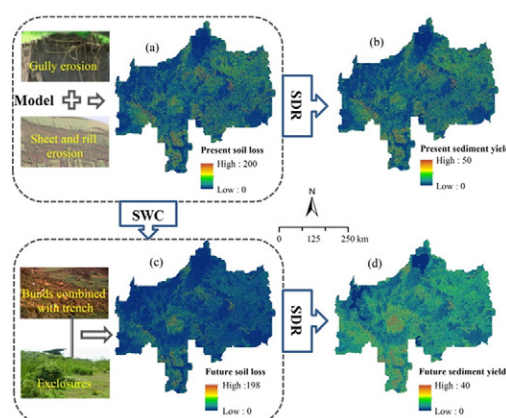 (a)
Gully erosion
Model
Sheet and rill
erosion
Present soil loss
High : 200
Low : 0
SDR
(b)
Present sediment yield
High : 50
Low : 0
SWC
N
0 125 250 km
(c)
Bunds combined
with trench
Exclosures
Future soil loss
High :198
Low : 0
SDR
(d)
Future sediment yield
High : 40
Low : 0